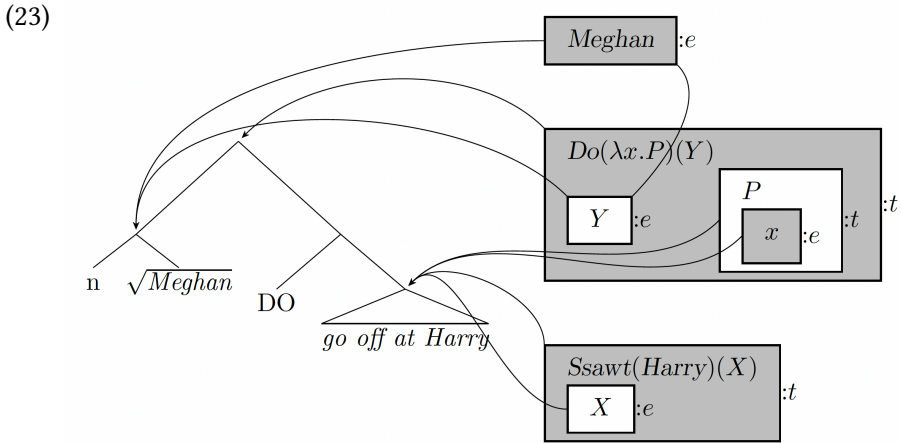 (23)
Meghan :e
Do(λx.P)(Y)
P
Y :e
x :e :t :t
n √Meghan
DO
go off at Harry
Ssawt(Harry)(X)
X :e :t